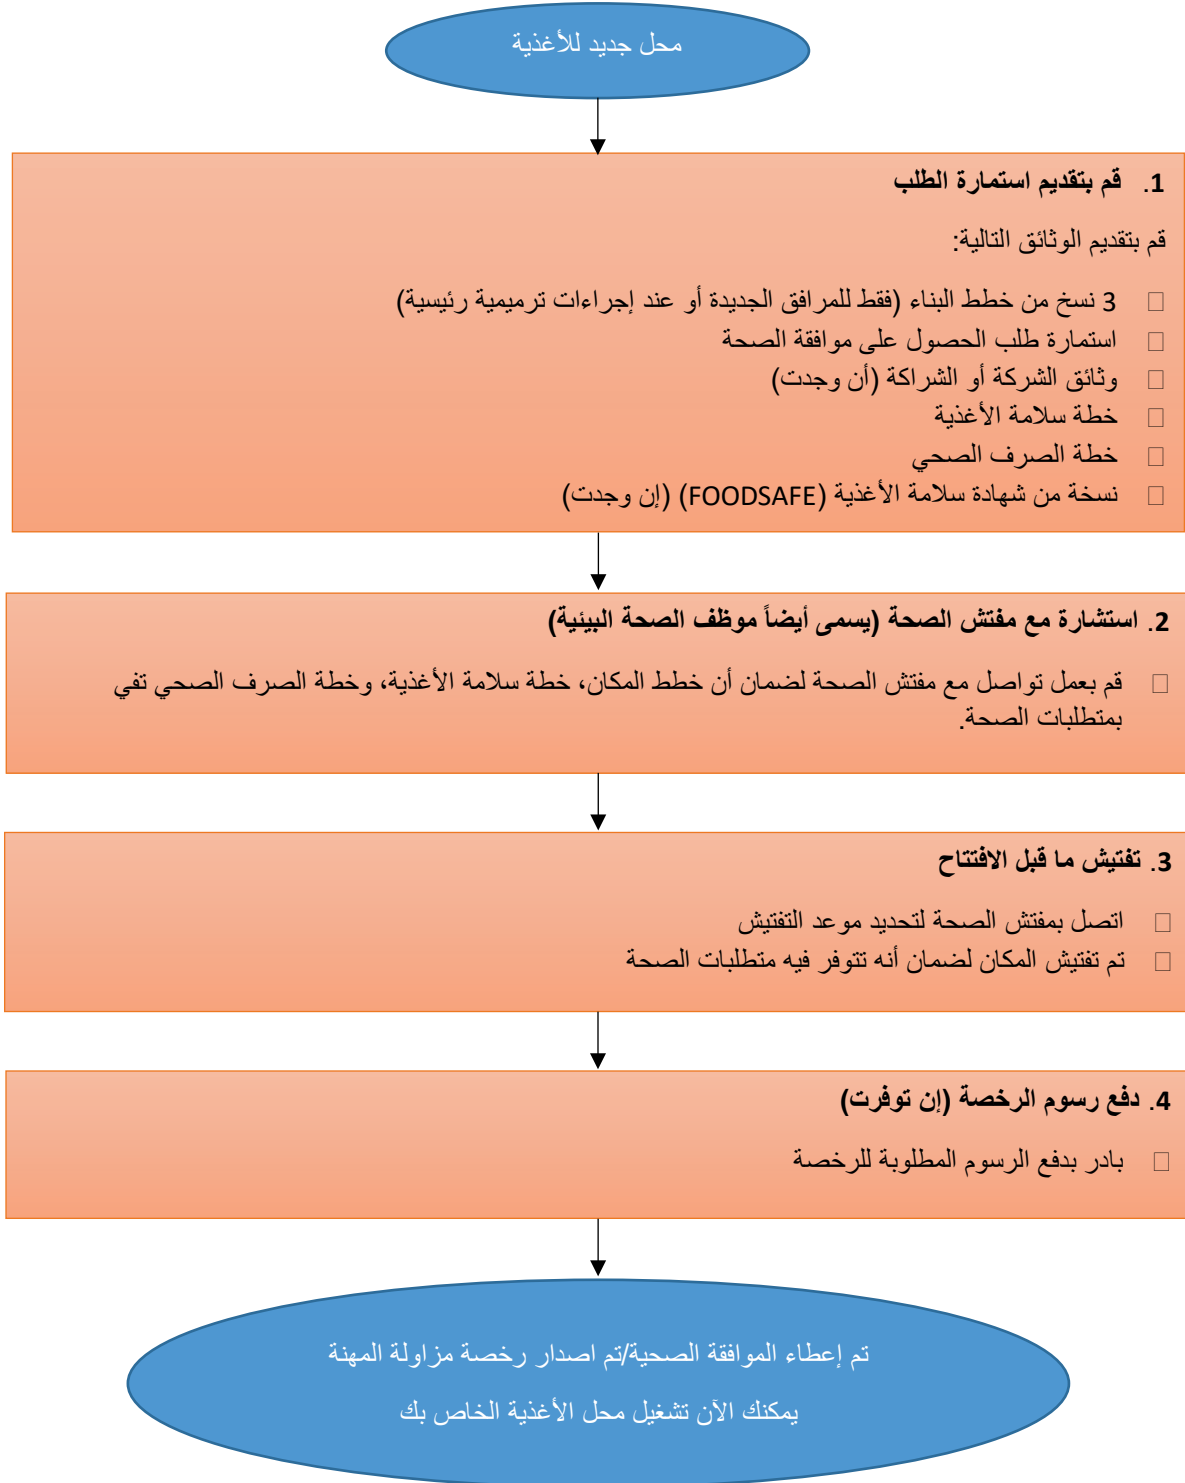 محل جديد للأغذية
1. قم بتقديم استمارة الطلب
قم بتقديم الوثائق التالية:
3 نسخ من خطط البناء (فقط للمرافق الجديدة أو عند إجراءات ترميمية رئيسية)
استمارة طلب الحصول على موافقة الصحة
وثائق الشركة أو الشراكة (أن وجدت)
خطة سلامة الأغذية
خطة الصرف الصحي
نسخة من شهادة سلامة الأغذية (FOODSAFE) (إن وجدت)
2. استشارة مع مفتش الصحة (يسمى أيضاً موظف الصحة البيئية)
قم بعمل تواصل مع مفتش الصحة لضمان أن خطط المكان، خطة سلامة الأغذية، وخطة الصرف الصحي تفي
بمتطلبات الصحة.
3. تفتيش ما قبل الافتتاح
اتصل بمفتش الصحة لتحديد موعد التفتيش
تم تفتيش المكان لضمان أنه تتوفر فيه متطلبات الصحة
4. دفع رسوم الرخصة (إن توفرت)
بادر بدفع الرسوم المطلوبة للرخصة
تم إعطاء الموافقة الصحية/تم اصدار رخصة مزاولة المهنة
يمكنك الآن تشغيل محل الأغذية الخاص بك